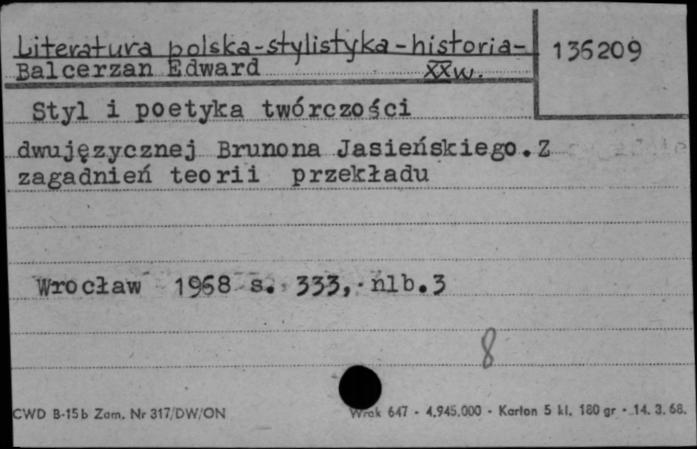 Literatura polska-stylistyka-historia-
XXw.
136209
Balcerzan Edward
Styl i poetyka twórczości
dwujęzycznej Brunona Jasieńskiego.Z
zagadnień teorii przekładu
Wrocław 1968 s. 333, nlb.3
8
CWD B-15b Zam. Nr 317/DW/ON
Wrak 647 - 4.945.000 - Karton 5 kl. 180 gr - 14. 3. 68.